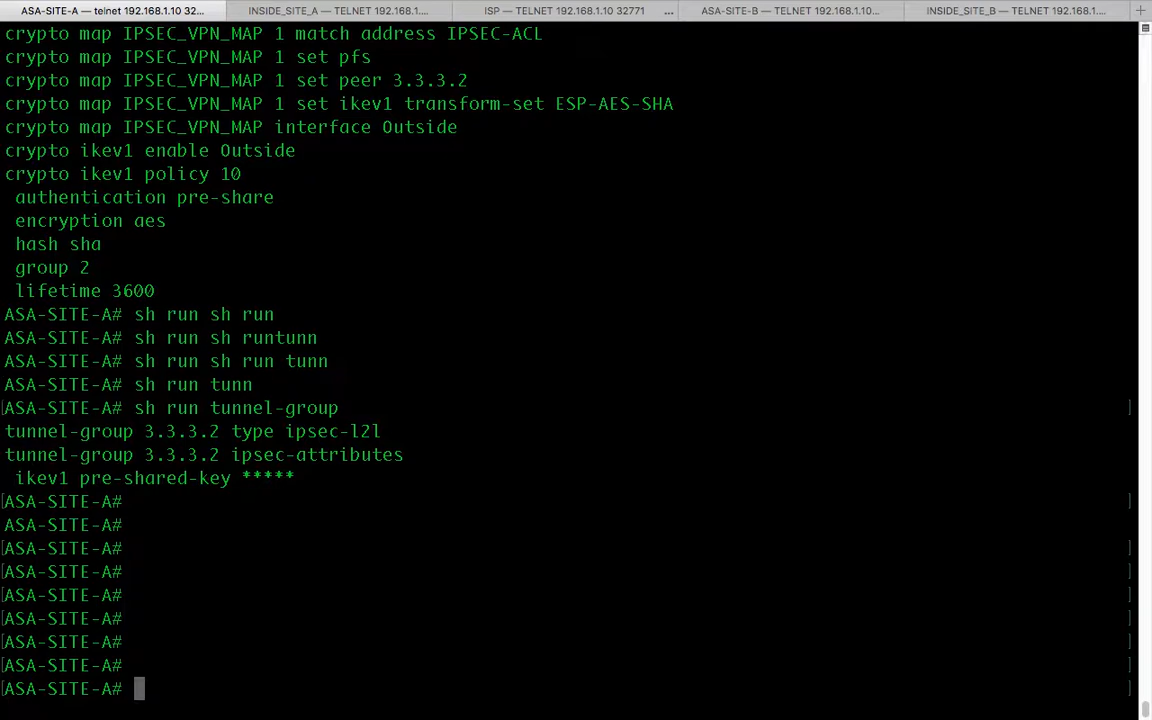 ASA-SITE-A — telnet 192.168.1.10 32... INSIDE_SITE_A — TELNET 192.168.1.... ISP — TELNET 192.168.1.10 32771 ... ASA-SITE-B — TELNET 192.168.1.10... INSIDE_SITE_B — TELNET 192.168.1.... +
crypto map IPSEC_VPN_MAP 1 match address IPSEC-ACL
crypto map IPSEC_VPN_MAP 1 set pfs
crypto map IPSEC_VPN_MAP 1 set peer 3.3.3.2
crypto map IPSEC_VPN_MAP 1 set ikev1 transform-set ESP-AES-SHA
crypto map IPSEC_VPN_MAP interface Outside
crypto ikev1 enable Outside
crypto ikev1 policy 10
 authentication pre-share
 encryption aes
 hash sha
 group 2
 lifetime 3600
ASA-SITE-A# sh run sh run
ASA-SITE-A# sh run sh runtunn
ASA-SITE-A# sh run sh run tunn
ASA-SITE-A# sh run tunn
[ASA-SITE-A# sh run tunnel-group ]
tunnel-group 3.3.3.2 type ipsec-l2l
tunnel-group 3.3.3.2 ipsec-attributes
 ikev1 pre-shared-key *****
[ASA-SITE-A# ]
ASA-SITE-A#
[ASA-SITE-A# ]
[ASA-SITE-A# ]
[ASA-SITE-A# ]
[ASA-SITE-A# ]
[ASA-SITE-A# ]
[ASA-SITE-A# ]
[ASA-SITE-A# ]